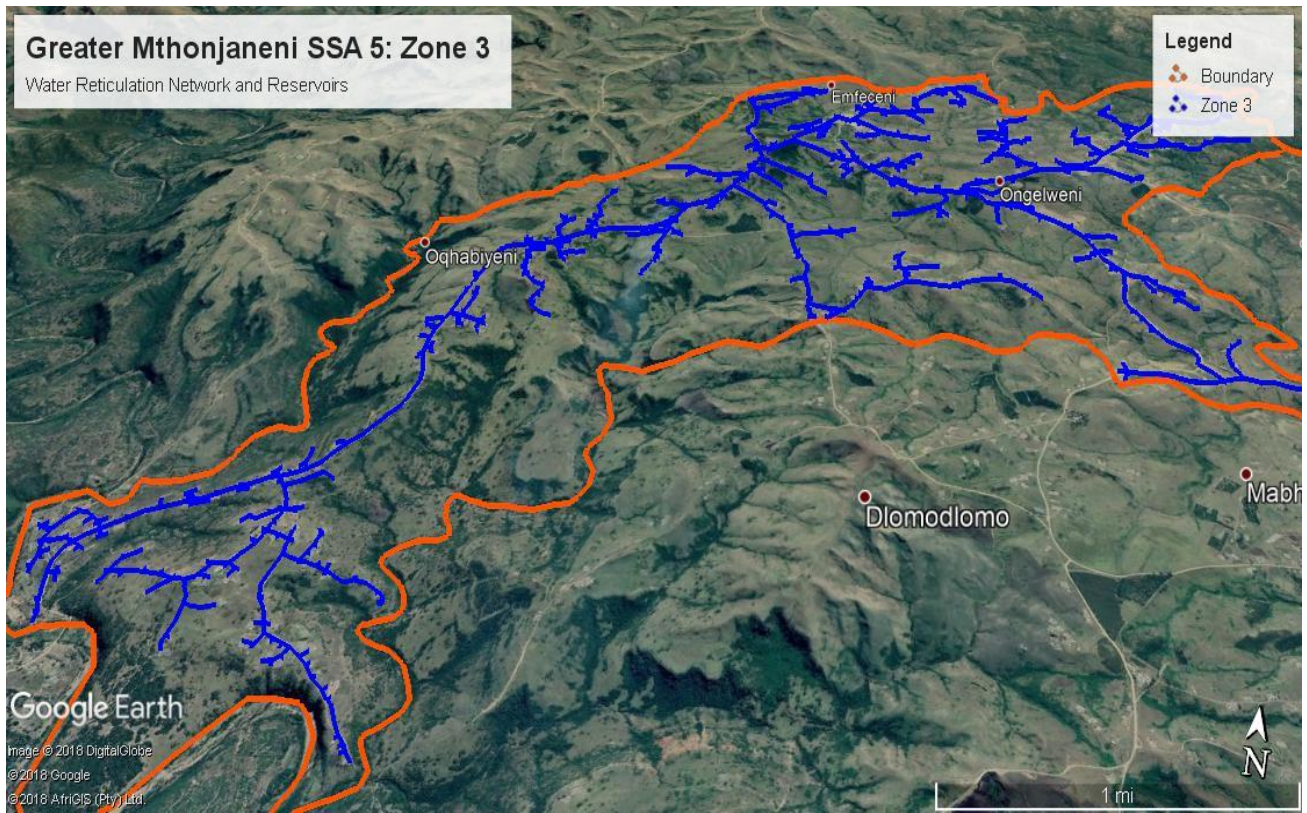 Greater Mthonjaneni SSA 5: Zone 3
Water Reticulation Network and Reservoirs
Legend
Boundary
Zone 3
Emfeceni
Ongelweni
Oqhabiyeni
Dlomodlomo
Mabh
Google Earth
Image © 2018 DigitalGlobe
©2018 Google
©2018 AfriGIS (Pty) Ltd.
N
1 mi